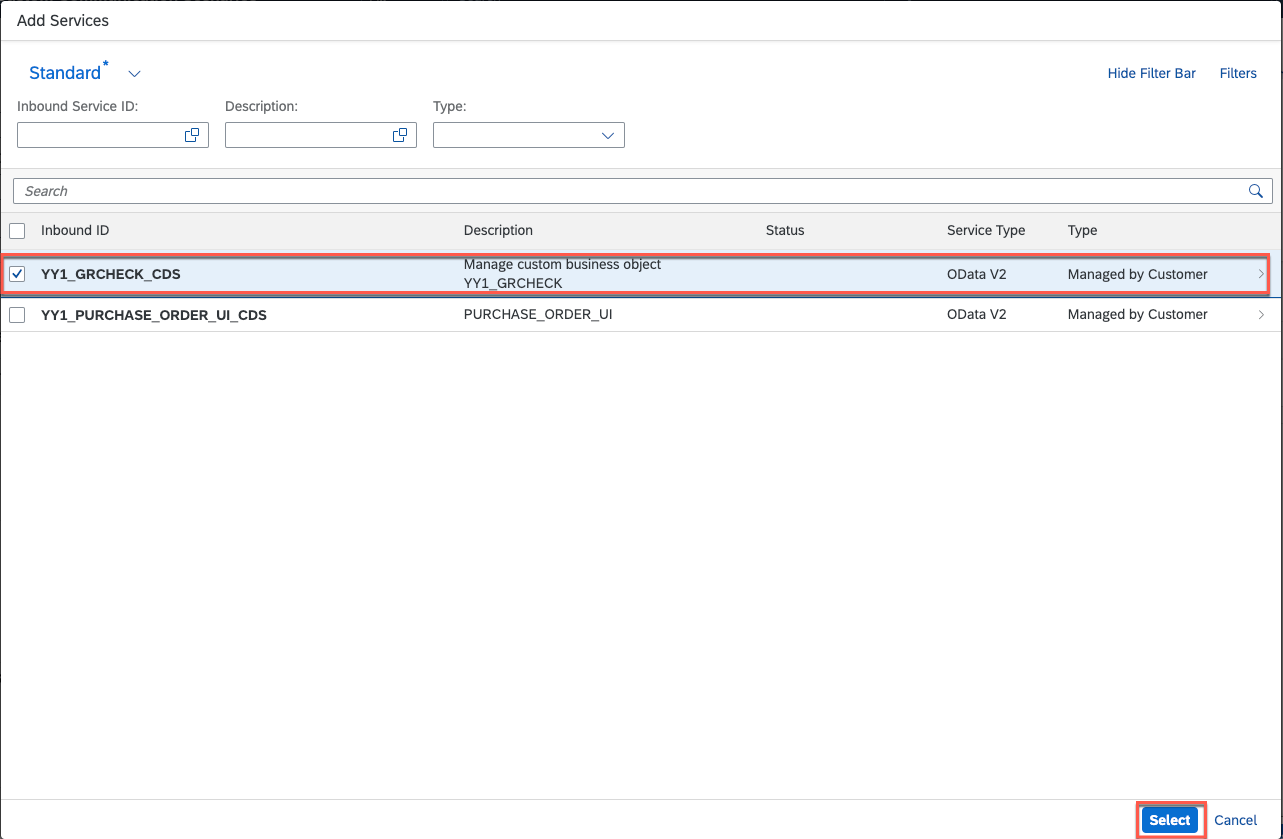 Add Services
Standard*
Hide Filter Bar
Filters
Inbound Service ID:
Description:
Type:
Search
Inbound ID
Description
Status
Service Type
Type
YY1_GRCHECK_CDS
Manage custom business object
YY1_GRCHECK
OData V2
Managed by Customer
YY1_PURCHASE_ORDER_UI_CDS
PURCHASE_ORDER_UI
OData V2
Managed by Customer
Select
Cancel